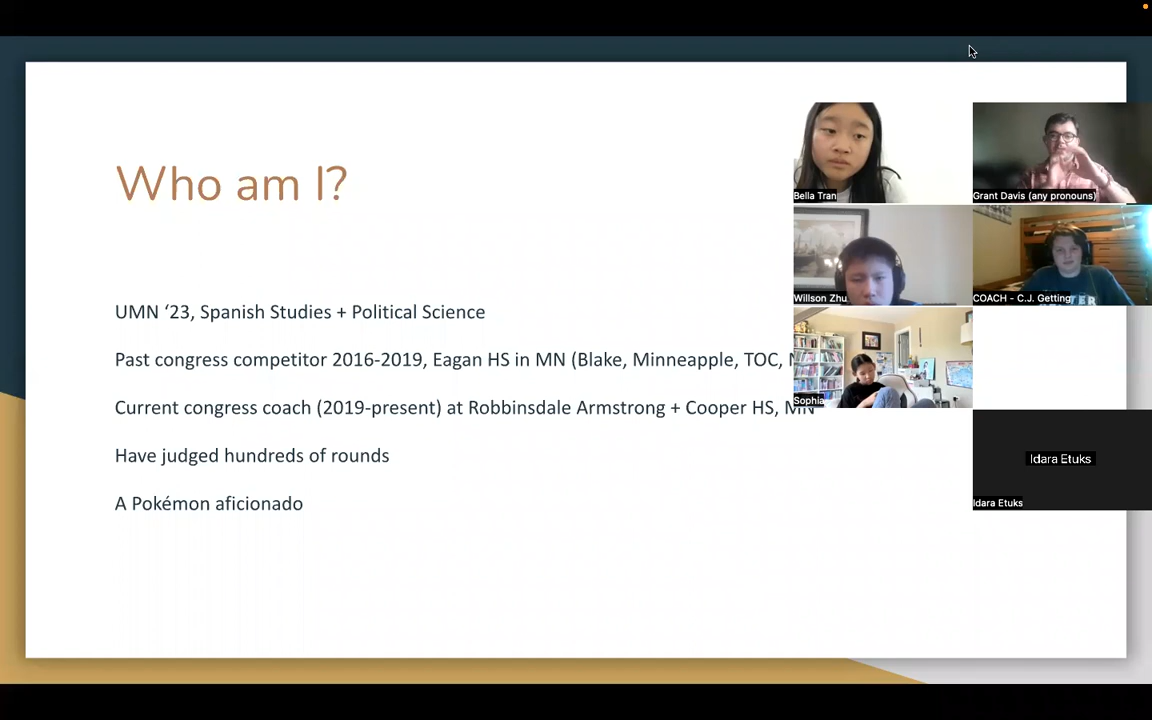 Who am I?
UMN ‘23, Spanish Studies + Political Science
Past congress competitor 2016-2019, Eagan HS in MN (Blake, Minneapple, TOC,
Current congress coach (2019-present) at Robbinsdale Armstrong + Cooper HS, MN
Have judged hundreds of rounds
A Pokémon aficionado
Bella Tran
Grant Davis (any pronouns)
Willson Zhu
COACH - C.J. Getting
Sophia
Idara Etuks
Idara Etuks